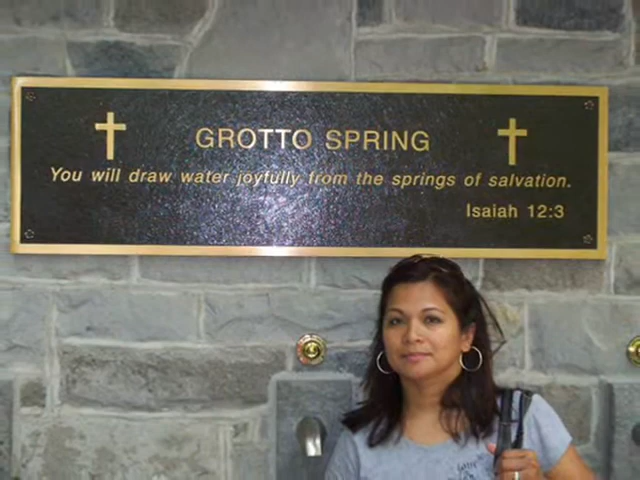 GROTTO SPRING
You will draw water joyfully from the springs of salvation.
Isaiah 12:3